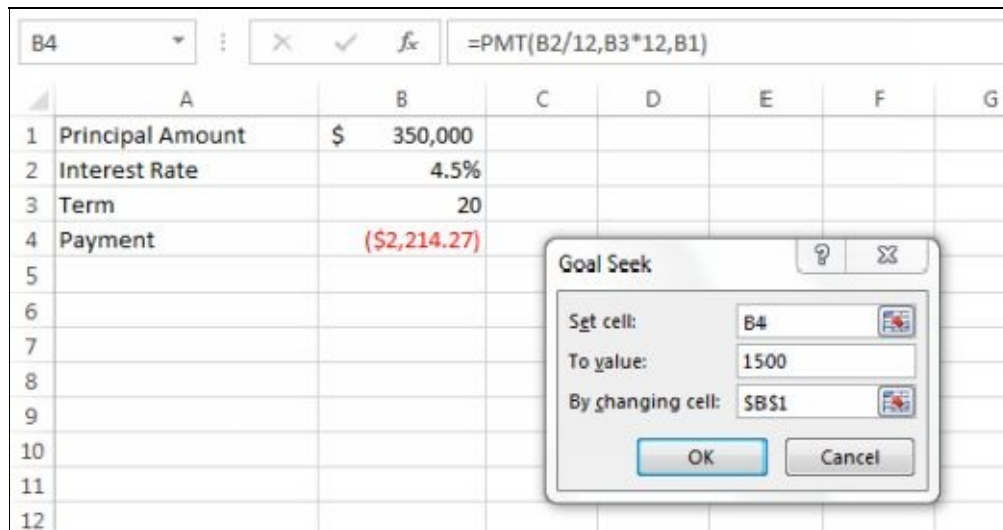 B4 fx =PMT(B2/12,B3*12,B1)
A B C D E F G
1 Principal Amount $ 350,000
2 Interest Rate 4.5%
3 Term 20
4 Payment ($2,214.27)
5
6
7
8
9
10
11
12
Goal Seek ?
Set cell: B4
To value: 1500
By changing cell: $B$1
OK Cancel